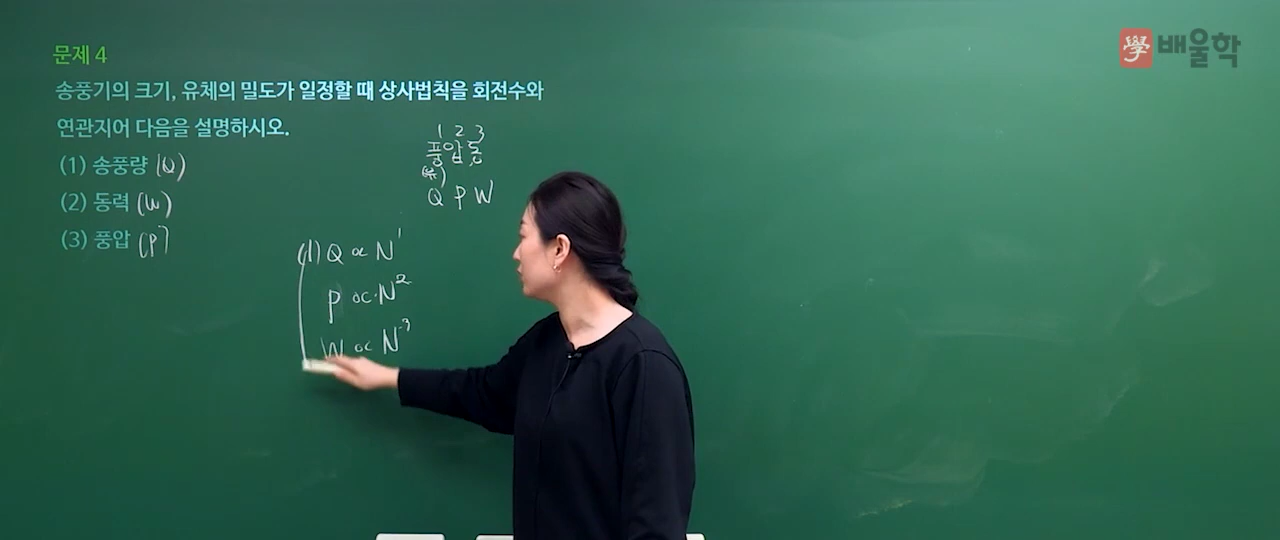 문제 4
學 배울학
송풍기의 크기, 유체의 밀도가 일정할 때 상사법칙을 회전수와
연관지어 다음을 설명하시오.
(1) 송풍량 (Q)
(2) 동력 (W)
(3) 풍압 (P)
1 2 3
풍압동
Q P W
(1) Q ∝ N¹
P ∝ N²
W ∝ N³